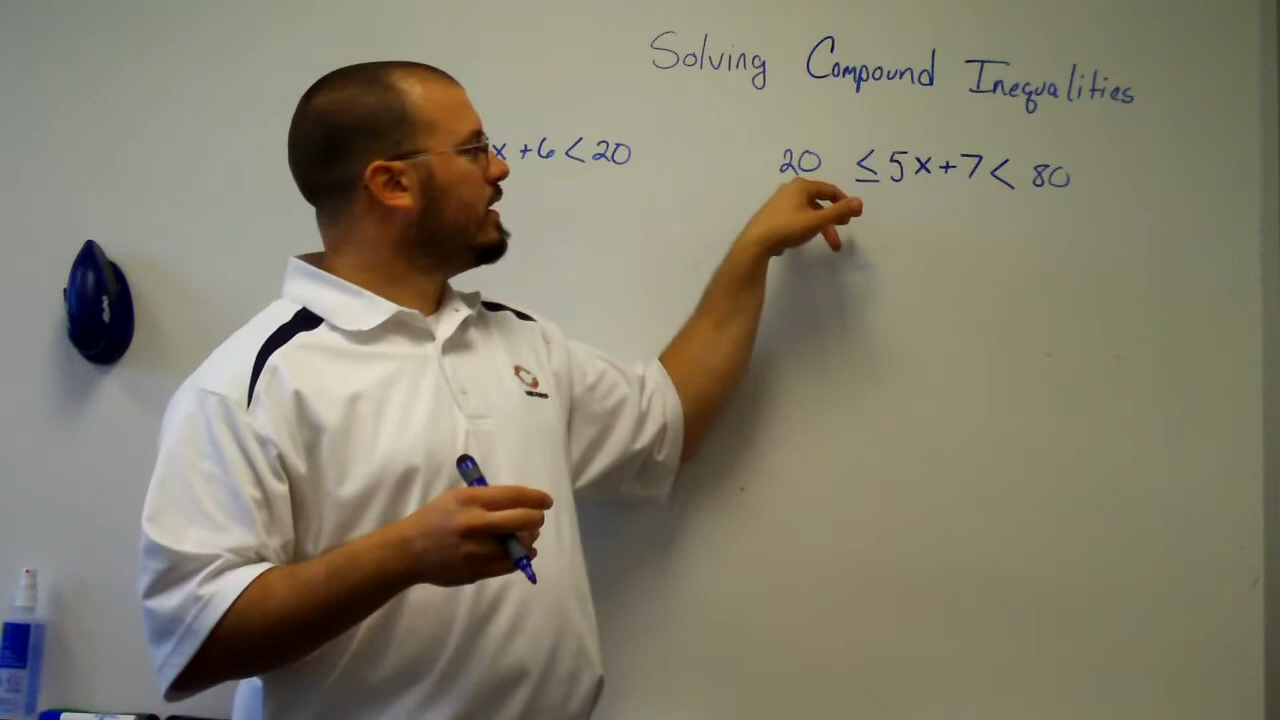 Solving Compound Inequalities
x + 6 < 20
20 ≤ 5x + 7 < 80